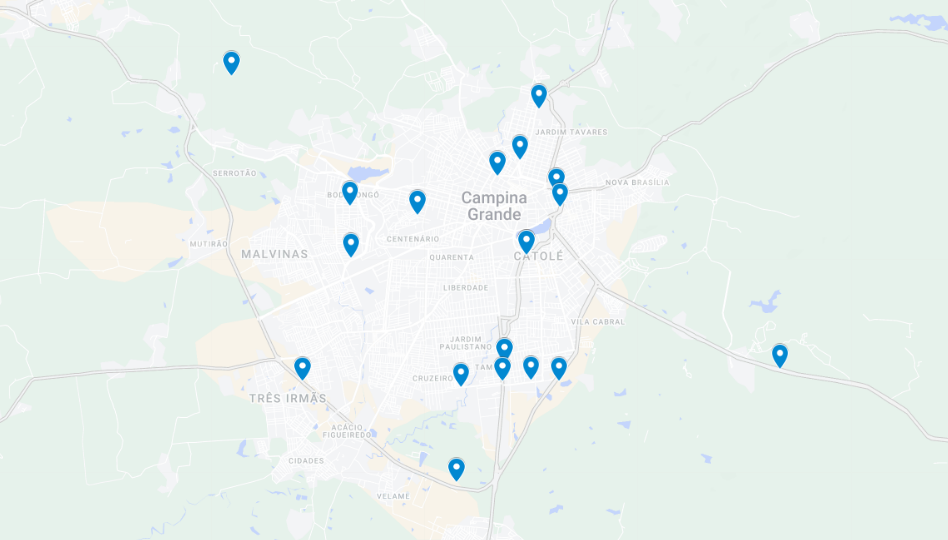 JARDIM TAVARES
SERROTÃO
NOVA BRASÍLIA
Campina
Grande
MUTIRÃO
CENTENÁRIO
MALVINAS
QUARENTA
CATOLÉ
LIBERDADE
VILA CABRAL
JARDIM
PAULISTANO
CRUZEIRO
TRÊS IRMÃS
ACÁCIO
FIGUEIREDO
CIDADES
VELAME